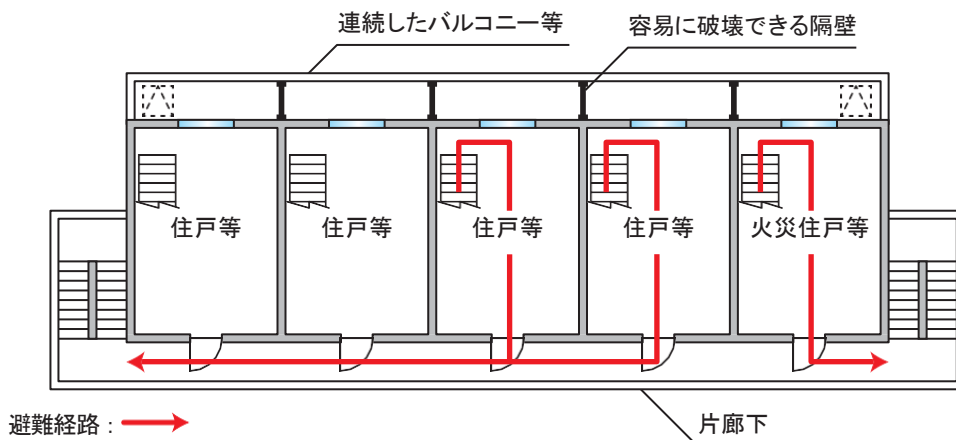 連続したバルコニー等
容易に破壊できる隔壁
住戸等
住戸等
住戸等
住戸等
火災住戸等
避難経路：
片廊下